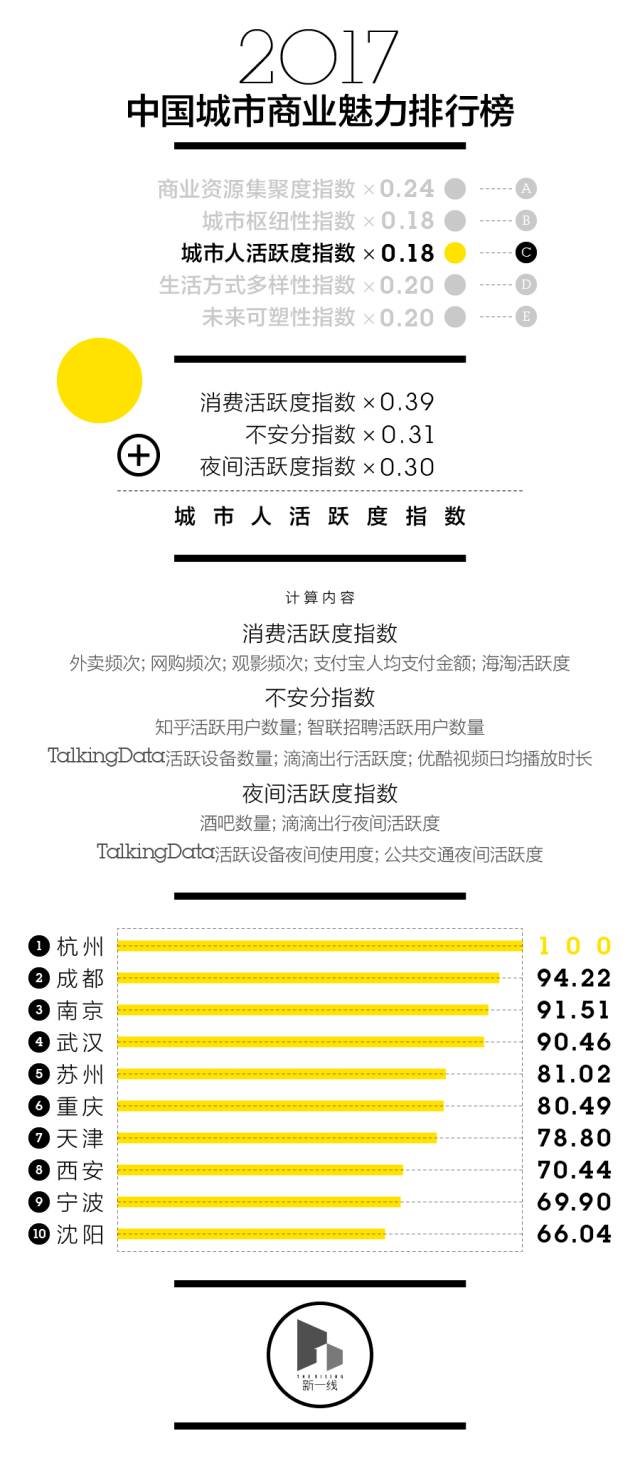 2017
中国城市商业魅力排行榜
商业资源集聚度指数 ×0.24 A
城市枢纽性指数 ×0.18 B
城市人活跃度指数 ×0.18 C
生活方式多样性指数 ×0.20 D
未来可塑性指数 ×0.20 E
消费活跃度指数 ×0.39
不安分指数 ×0.31
夜间活跃度指数 ×0.30
城市人活跃度指数
计算内容
消费活跃度指数
外卖频次; 网购频次; 观影频次; 支付宝人均支付金额; 海淘活跃度
不安分指数
知乎活跃用户数量; 智联招聘活跃用户数量
TalkingData活跃设备数量; 滴滴出行活跃度; 优酷视频日均播放时长
夜间活跃度指数
酒吧数量; 滴滴出行夜间活跃度
TalkingData活跃设备夜间使用度; 公共交通夜间活跃度
1 杭州 100
2 成都 94.22
3 南京 91.51
4 武汉 90.46
5 苏州 81.02
6 重庆 80.49
7 天津 78.80
8 西安 70.44
9 宁波 69.90
10 沈阳 66.04
THE RISING
新一线